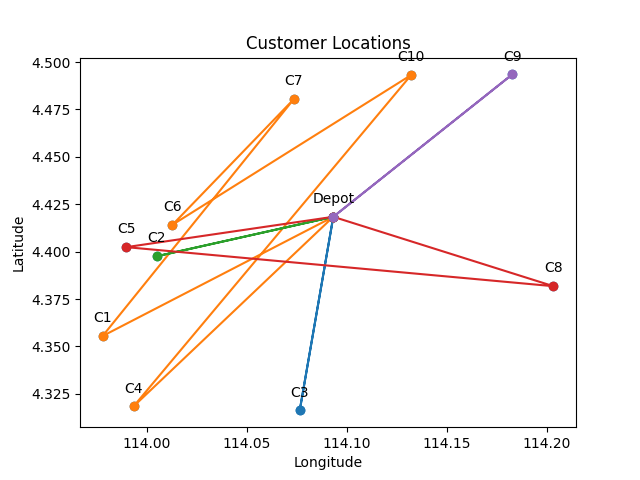 Customer Locations
C10
C9
C7
Depot
C6
C5
C2
C8
C1
C4
C3
4.500
4.475
4.450
4.425
4.400
4.375
4.350
4.325
Latitude
114.00
114.05
114.10
114.15
114.20
Longitude